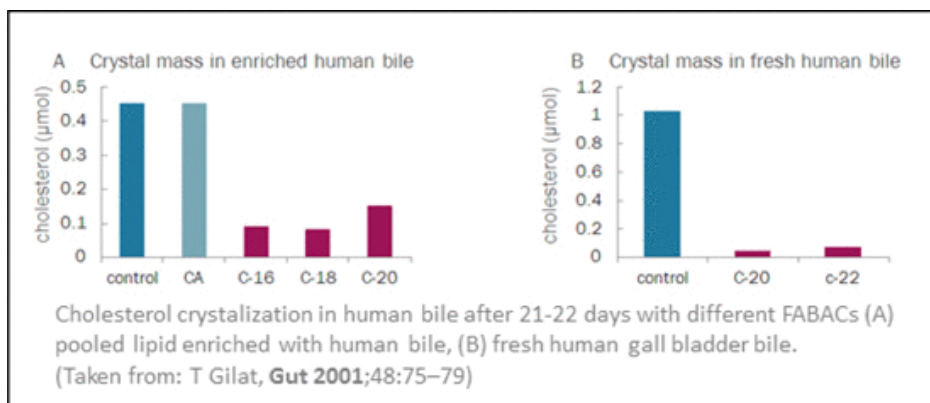 A Crystal mass in enriched human bile
cholesterol (µmol)
0.5
0.4
0.3
0.2
0.1
0
control CA C-16 C-18 C-20
B Crystal mass in fresh human bile
cholesterol (µmol)
1.2
1
0.8
0.6
0.4
0.2
0
control C-20 c-22
Cholesterol crystalization in human bile after 21-22 days with different FABACs (A)
pooled lipid enriched with human bile, (B) fresh human gall bladder bile.
(Taken from: T Gilat, Gut 2001;48:75–79)